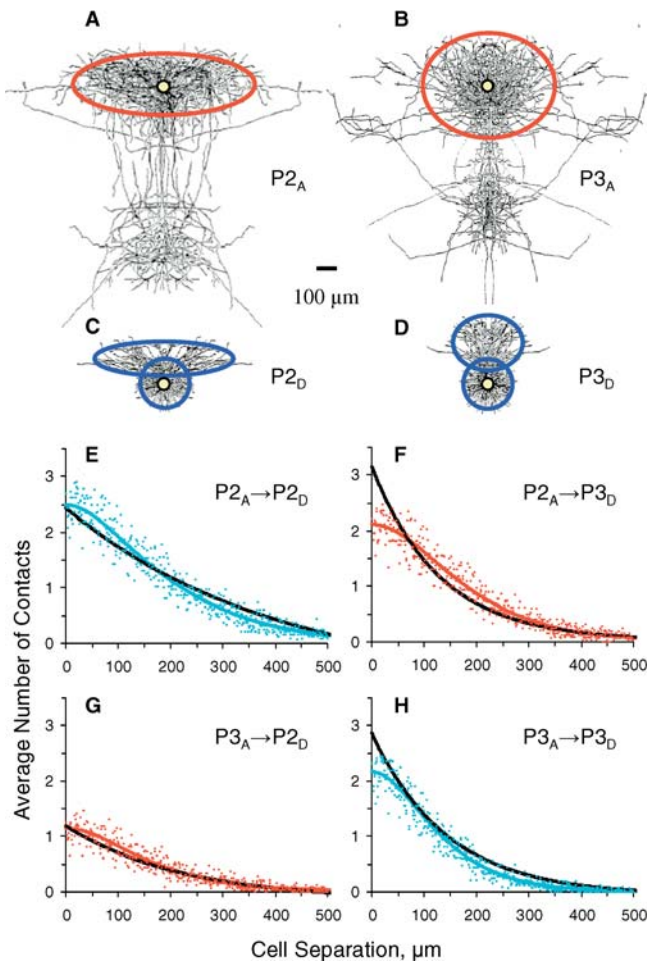 A
B
P2A
P3A
100 μm
C
D
P2D
P3D
E
P2A→P2D
3
2
1
0
0 100 200 300 400 500
F
P2A→P3D
3
2
1
0
0 100 200 300 400 500
G
P3A→P2D
3
2
1
0
0 100 200 300 400 500
H
P3A→P3D
3
2
1
0
0 100 200 300 400 500
Average Number of Contacts
Cell Separation, μm